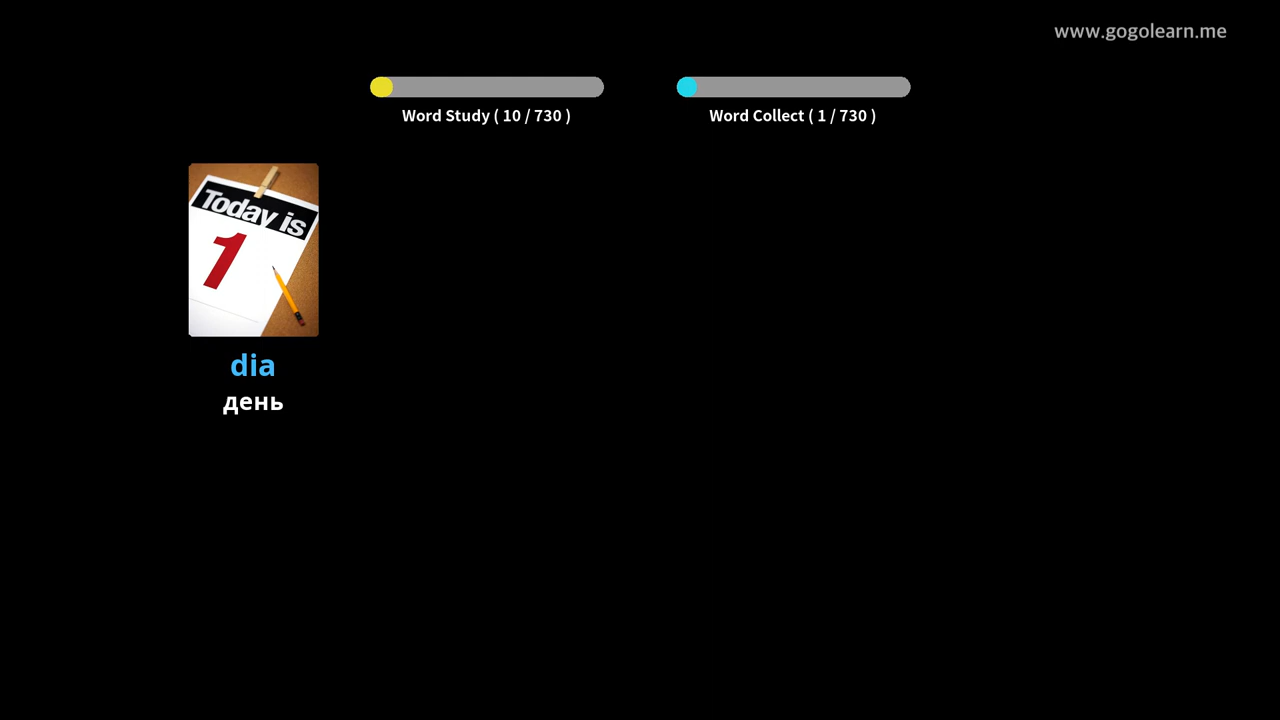 www.gogolearn.me
Word Study ( 10 / 730 )
Word Collect ( 1 / 730 )
Today is
1
dia
день